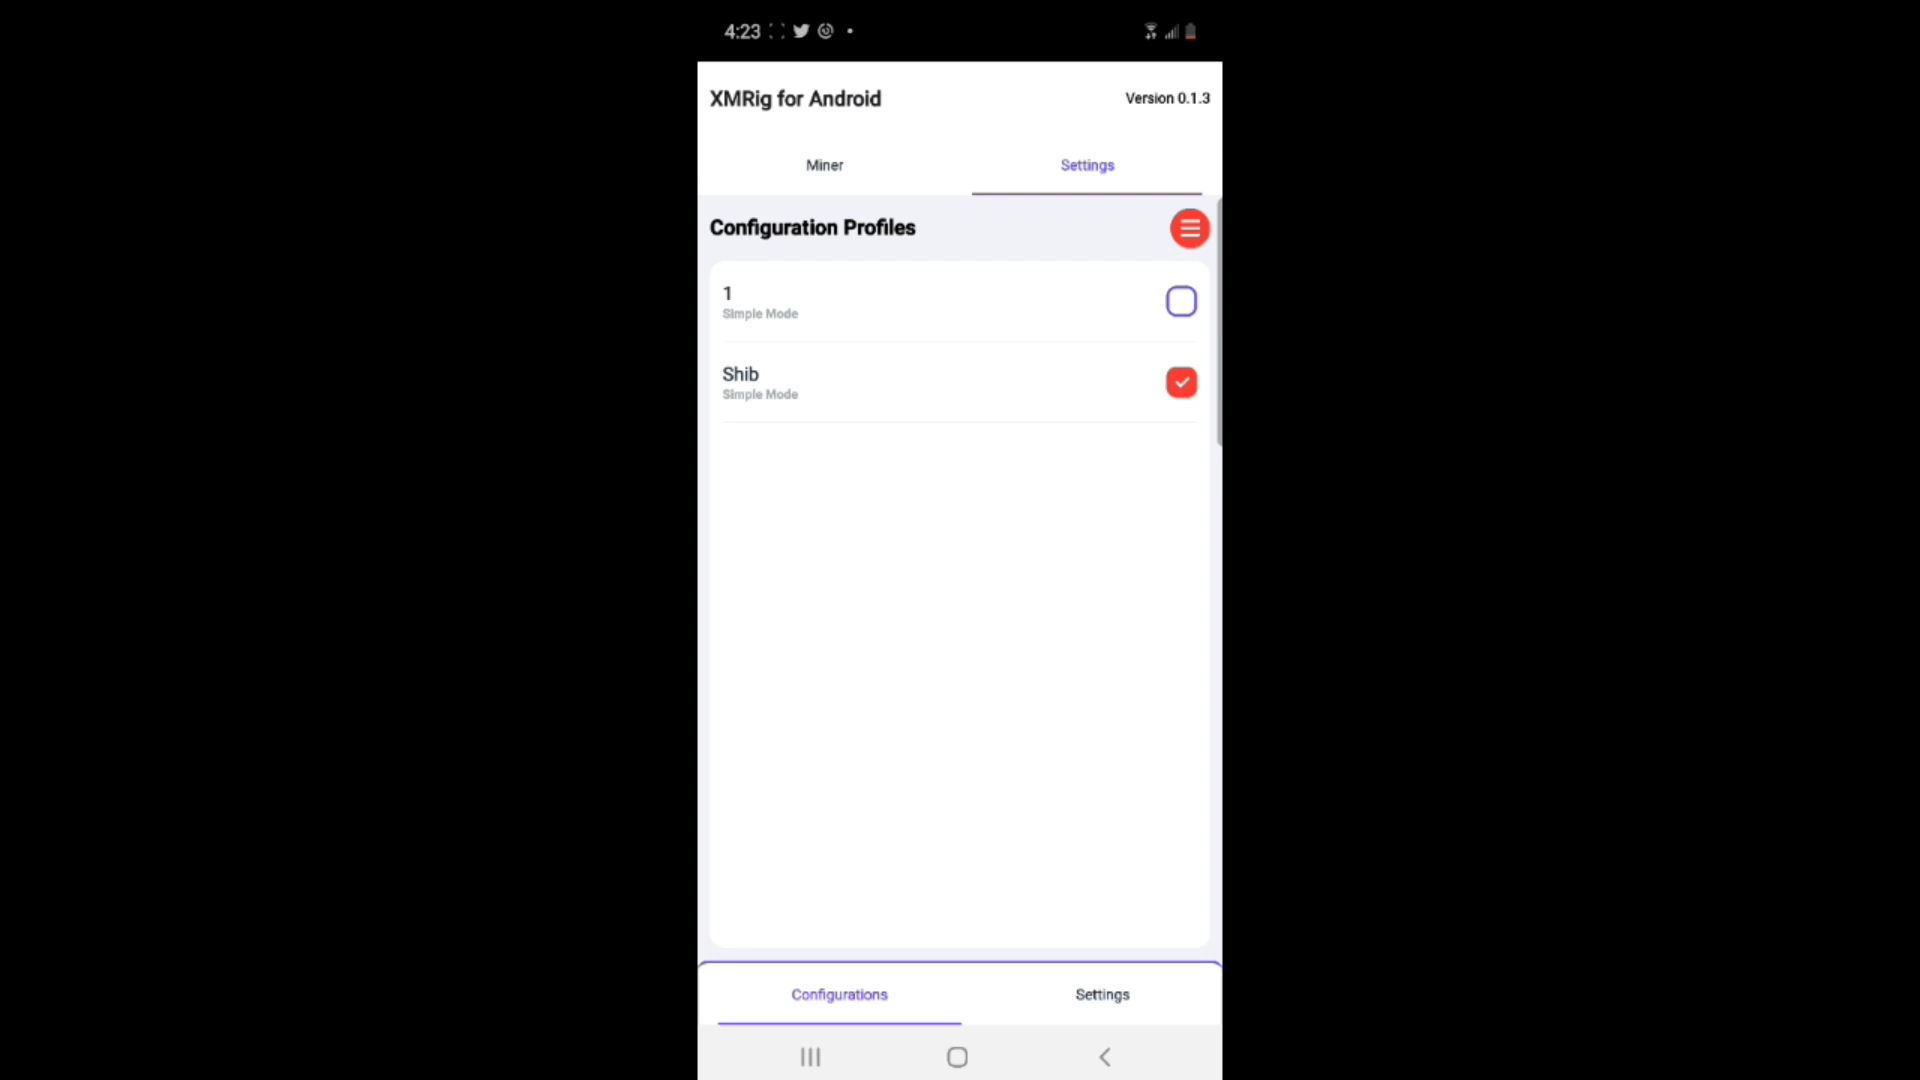 4:23
XMRig for Android
Version 0.1.3
Miner
Settings
Configuration Profiles
1
Simple Mode
Shib
Simple Mode
Configurations
Settings